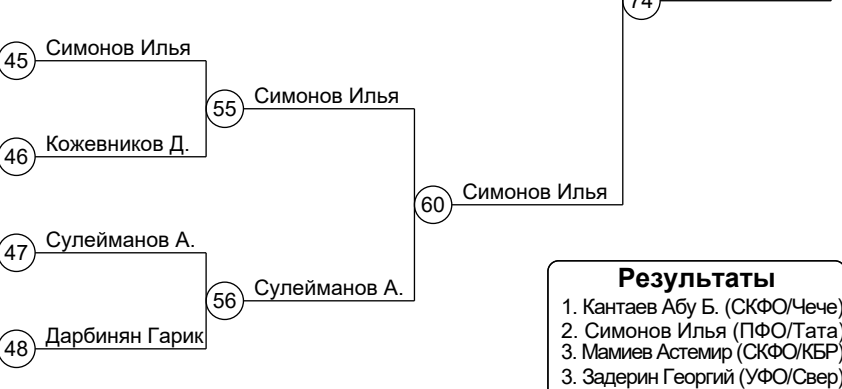 74
45 Симонов Илья
55 Симонов Илья
46 Кожевников Д.
60 Симонов Илья
47 Сулейманов А.
56 Сулейманов А.
48 Дарбинян Гарик
Результаты
1. Кантаев Абу Б. (СКФО/Чече)
2. Симонов Илья (ПФО/Тата)
3. Мамиев Астемир (СКФО/КБР)
3. Задерин Георгий (УФО/Свер)